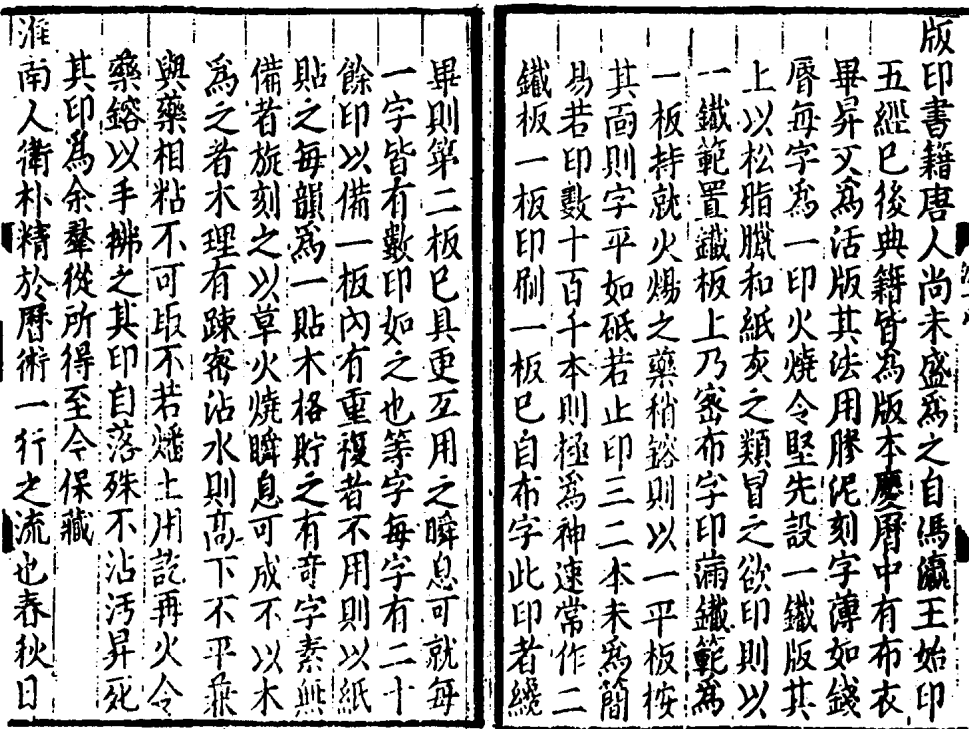 版印書籍唐人尚未盛爲之自馮瀛王始印
五經已後典籍皆爲版本慶曆中有布衣
畢昇又爲活版其法用膠泥刻字薄如錢
脣每字爲一印火燒令堅先設一鐵版其
上以松脂臘和紙灰之類冒之欲印則以
一鐵範置鐵板上乃密布字印滿鐵範爲
一板持就火煬之藥稍鎔則以一平板按
其面則字平如砥若止印三二本未爲簡
易若印數十百千本則極爲神速常作二
鐵板一板印刷一板已自布字此印者纔
畢則第二板已具更互用之瞬息可就每
一字皆有數印如之也等字每字有二十
餘印以備一板內有重複者不用則以紙
貼之每韻爲一貼木格貯之有奇字素無
備者旋刻之以草火燒瞬息可成不以木
爲之者木理有踈密沾水則高下不平兼
與藥相粘不可取不若燔土用訖再火令
藥鎔以手拂之其印自落殊不沾汚昇死
其印爲余羣從所得至今保藏
淮南人衛朴精於曆術一行之流也春秋日